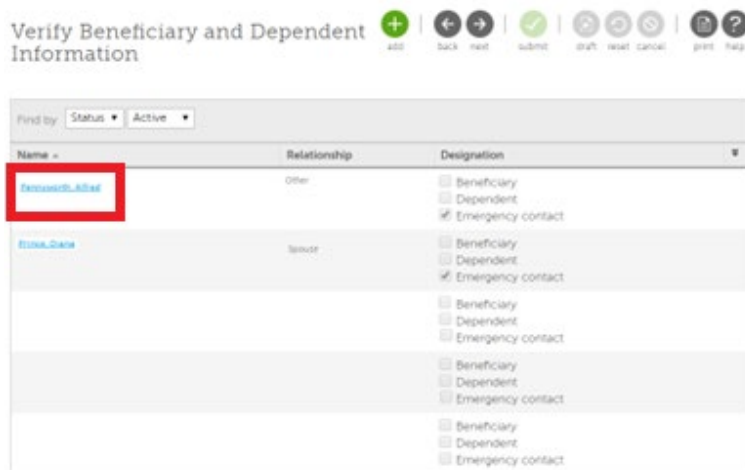 Verify Beneficiary and Dependent
Information
add back next submit draft reset cancel print help
Find by Status Active
Name Relationship Designation
Pennyworth, Alfred Other Beneficiary
Dependent
Emergency contact
Prince, Diana Spouse Beneficiary
Dependent
Emergency contact
Beneficiary
Dependent
Emergency contact
Beneficiary
Dependent
Emergency contact
Beneficiary
Dependent
Emergency contact